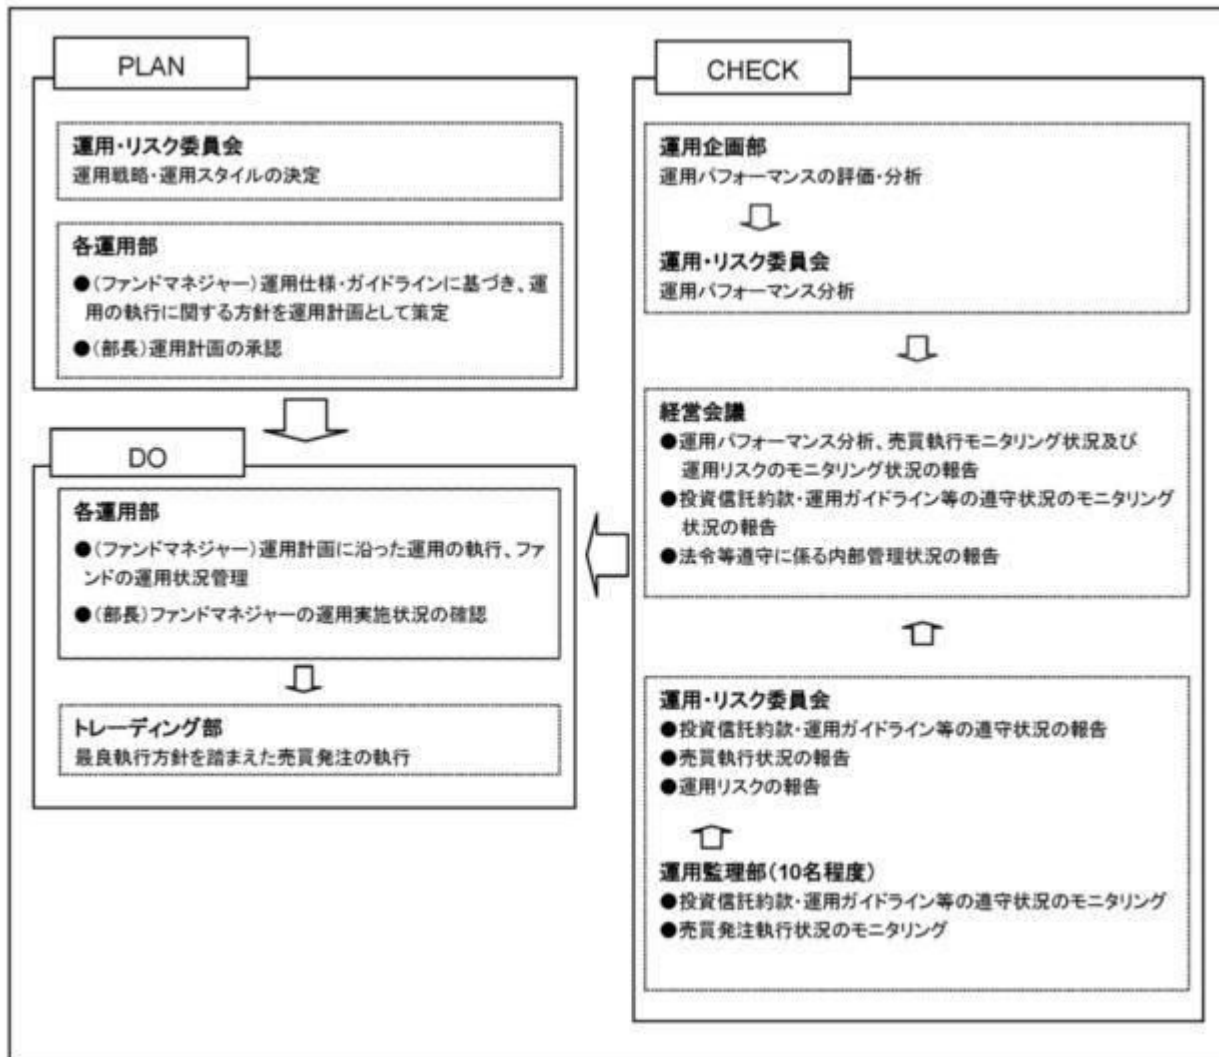 PLAN
運用・リスク委員会
運用戦略・運用スタイルの決定
各運用部
●(ファンドマネジャー)運用仕様・ガイドラインに基づき、運
用の執行に関する方針を運用計画として策定
●(部長)運用計画の承認
DO
各運用部
●(ファンドマネジャー)運用計画に沿った運用の執行、ファ
ンドの運用状況管理
●(部長)ファンドマネジャーの運用実施状況の確認
トレーディング部
最良執行方針を踏まえた売買発注の執行
CHECK
運用企画部
運用パフォーマンスの評価・分析
運用・リスク委員会
運用パフォーマンス分析
経営会議
●運用パフォーマンス分析、売買執行モニタリング状況及び
運用リスクのモニタリング状況の報告
●投資信託約款・運用ガイドライン等の遵守状況のモニタリング
状況の報告
●法令等遵守に係る内部管理状況の報告
運用・リスク委員会
●投資信託約款・運用ガイドライン等の遵守状況の報告
●売買執行状況の報告
●運用リスクの報告
運用監理部(10名程度)
●投資信託約款・運用ガイドライン等の遵守状況のモニタリング
●売買発注執行状況のモニタリング